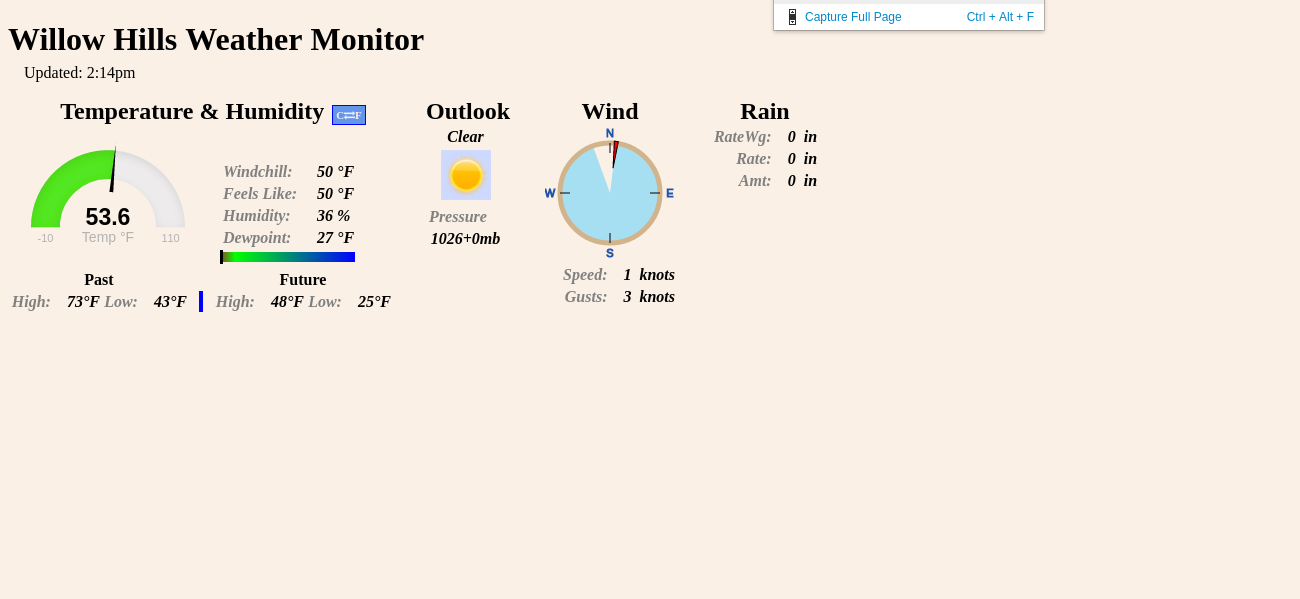 Capture Full Page Ctrl + Alt + F
Willow Hills Weather Monitor
Updated: 2:14pm
Temperature & Humidity C⇄F
53.6
Temp °F
-10 110
Windchill: 50 °F
Feels Like: 50 °F
Humidity: 36 %
Dewpoint: 27 °F
Past
High: 73°F Low: 43°F
Future
High: 48°F Low: 25°F
Outlook
Clear
Pressure
1026+0mb
Wind
N
W E
S
Speed: 1 knots
Gusts: 3 knots
Rain
RateWg: 0 in
Rate: 0 in
Amt: 0 in